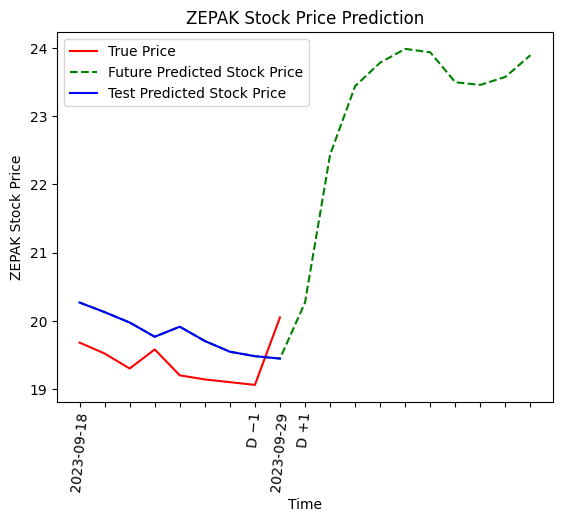 ZEPAK Stock Price Prediction
True Price
Future Predicted Stock Price
Test Predicted Stock Price
ZEPAK Stock Price
24
23
22
21
20
19
2023-09-18
D −1
2023-09-29
D +1
Time